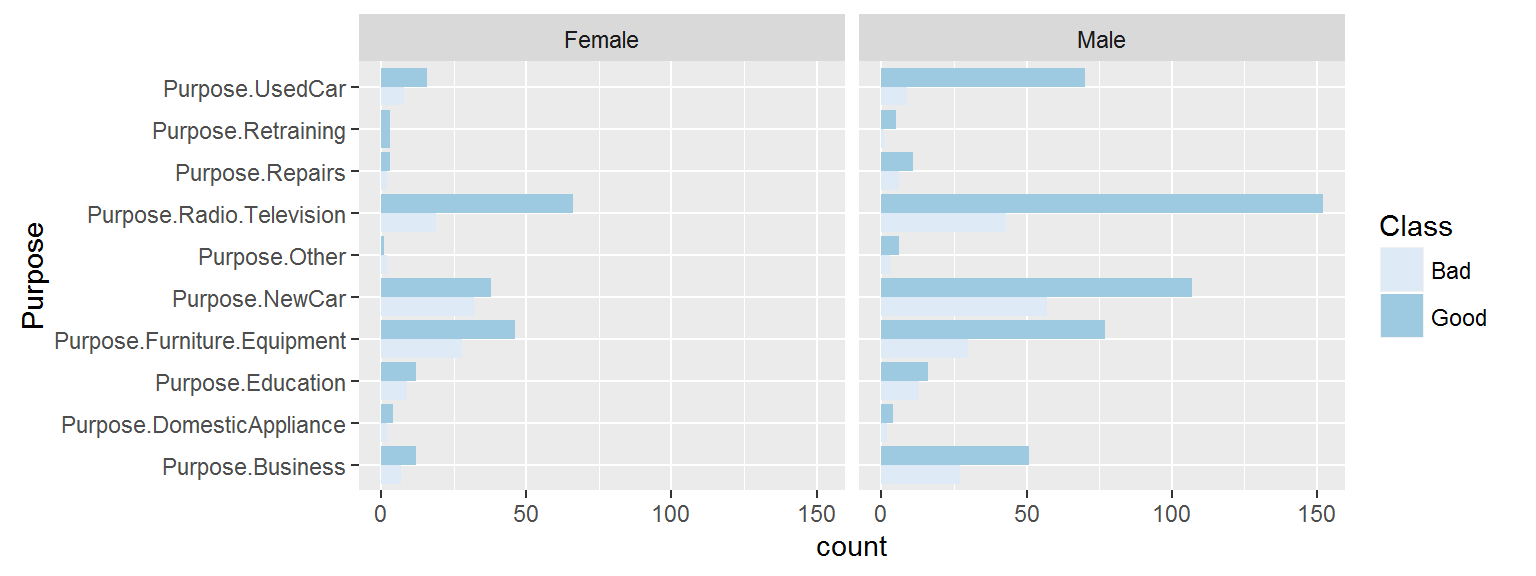 Female Male
Purpose.UsedCar
Purpose.Retraining
Purpose.Repairs
Purpose.Radio.Television
Purpose.Other
Purpose.NewCar
Purpose.Furniture.Equipment
Purpose.Education
Purpose.DomesticAppliance
Purpose.Business
Purpose
0 50 100 150 0 50 100 150
count
Class
Bad
Good